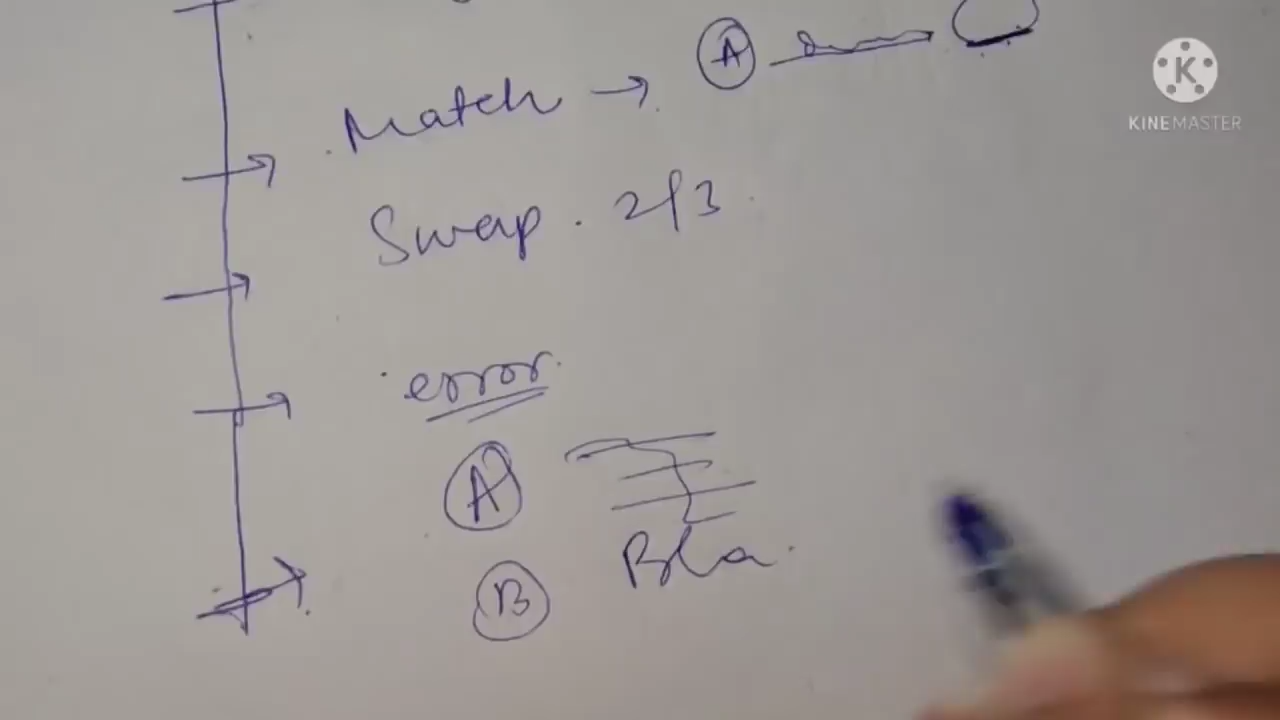 Match → A
Swap. 2/3.
error
A
B Bla.
K
KINEMASTER